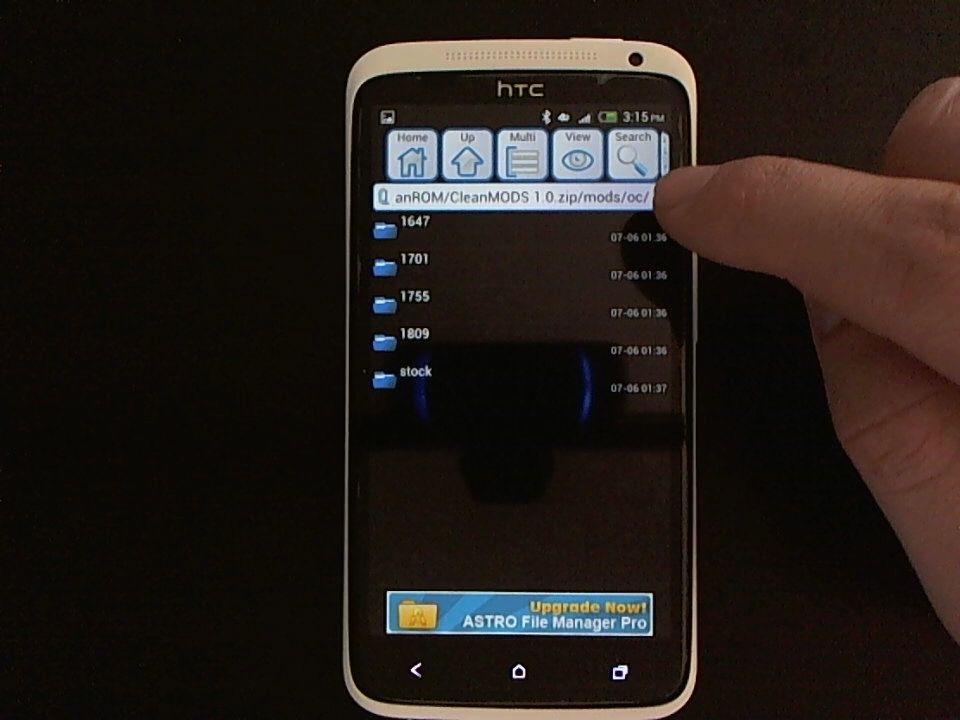 hTC
3:15 PM
Home Up Multi View Search
anROM/CleanMODS 1.0.zip/mods/oc/
1647
07-06 01:36
1701
07-06 01:36
1755
07-06 01:36
1809
07-06 01:36
stock
07-06 01:37
Upgrade Now!
ASTRO File Manager Pro